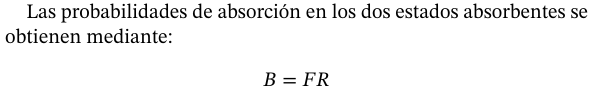 Las probabilidades de absorción en los dos estados absorbentes se
obtienen mediante:
B = FR